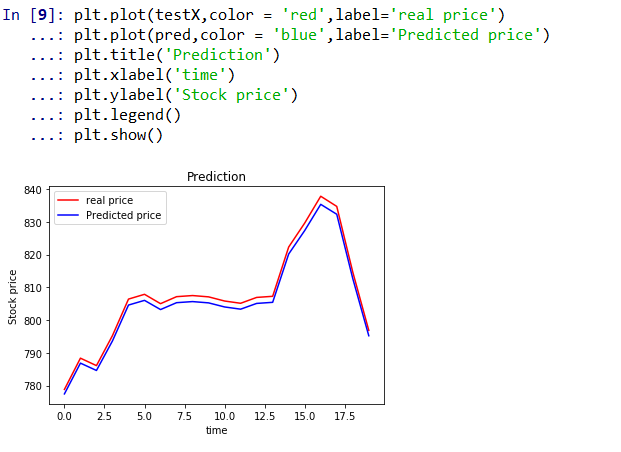 In [9]: plt.plot(testX,color = 'red',label='real price')
...: plt.plot(pred,color = 'blue',label='Predicted price')
...: plt.title('Prediction')
...: plt.xlabel('time')
...: plt.ylabel('Stock price')
...: plt.legend()
...: plt.show()
Prediction
real price
Predicted price
840
830
820
810
800
790
780
Stock price
0.0 2.5 5.0 7.5 10.0 12.5 15.0 17.5
time